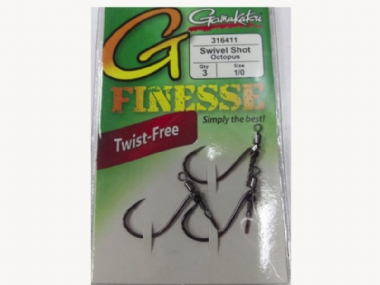 G
Gamakatsu
316411
Swivel Shot
Octopus
Qty Size
3 1/0
FINESSE
Simply the best!
Twist-Free